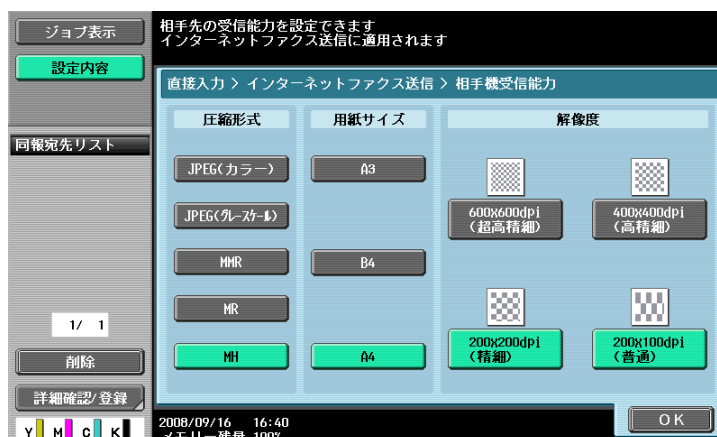 ジョブ表示
設定内容
相手先の受信能力を設定できます
インターネットファクス送信に適用されます
直接入力 > インターネットファクス送信 > 相手機受信能力
圧縮形式
用紙サイズ
解像度
同報宛先リスト
JPEG(カラー)
A3
JPEG(グレースケール)
600x600dpi
(超高精細)
400x400dpi
(高精細)
MMR
B4
MR
1/ 1
MH
A4
200x200dpi
(精細)
200x100dpi
(普通)
削除
詳細確認/登録
Y M C K
2008/09/16 16:40
メモリー残量 100%
OK